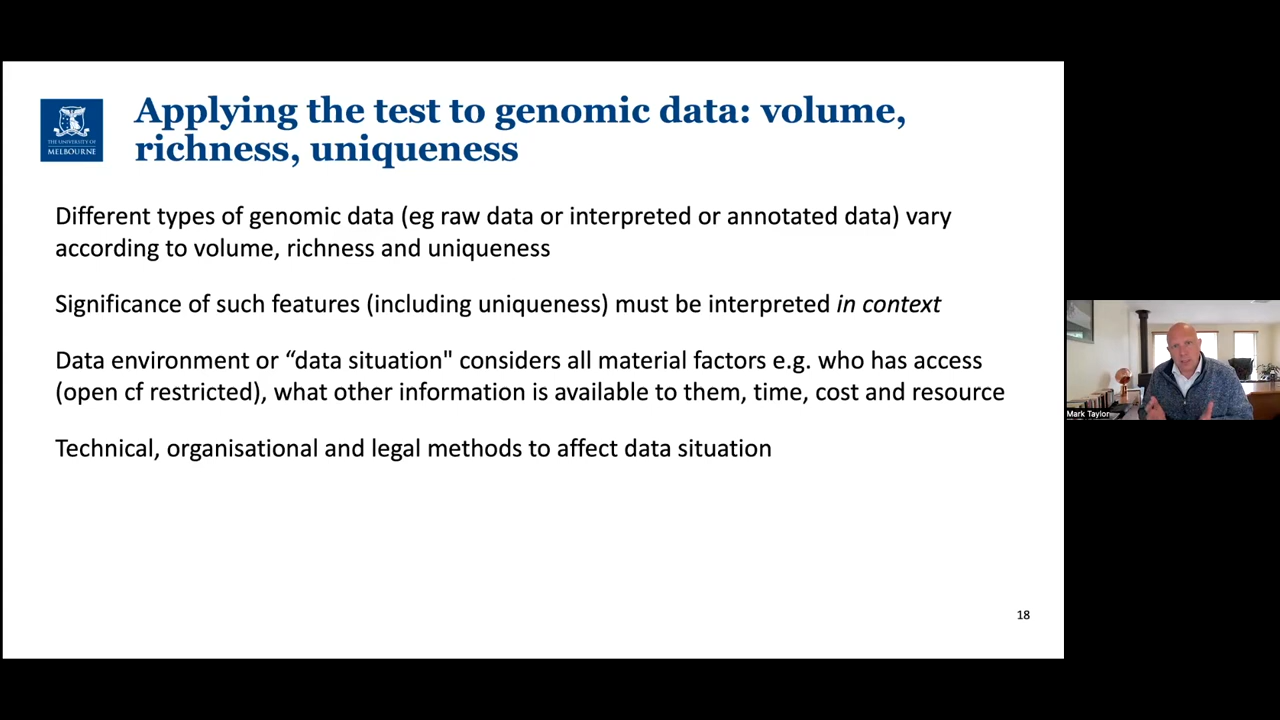 Applying the test to genomic data: volume,
richness, uniqueness
THE UNIVERSITY OF
MELBOURNE
Different types of genomic data (eg raw data or interpreted or annotated data) vary
according to volume, richness and uniqueness
Significance of such features (including uniqueness) must be interpreted in context
Data environment or “data situation" considers all material factors e.g. who has access
(open cf restricted), what other information is available to them, time, cost and resource
Technical, organisational and legal methods to affect data situation
18
Mark Taylor